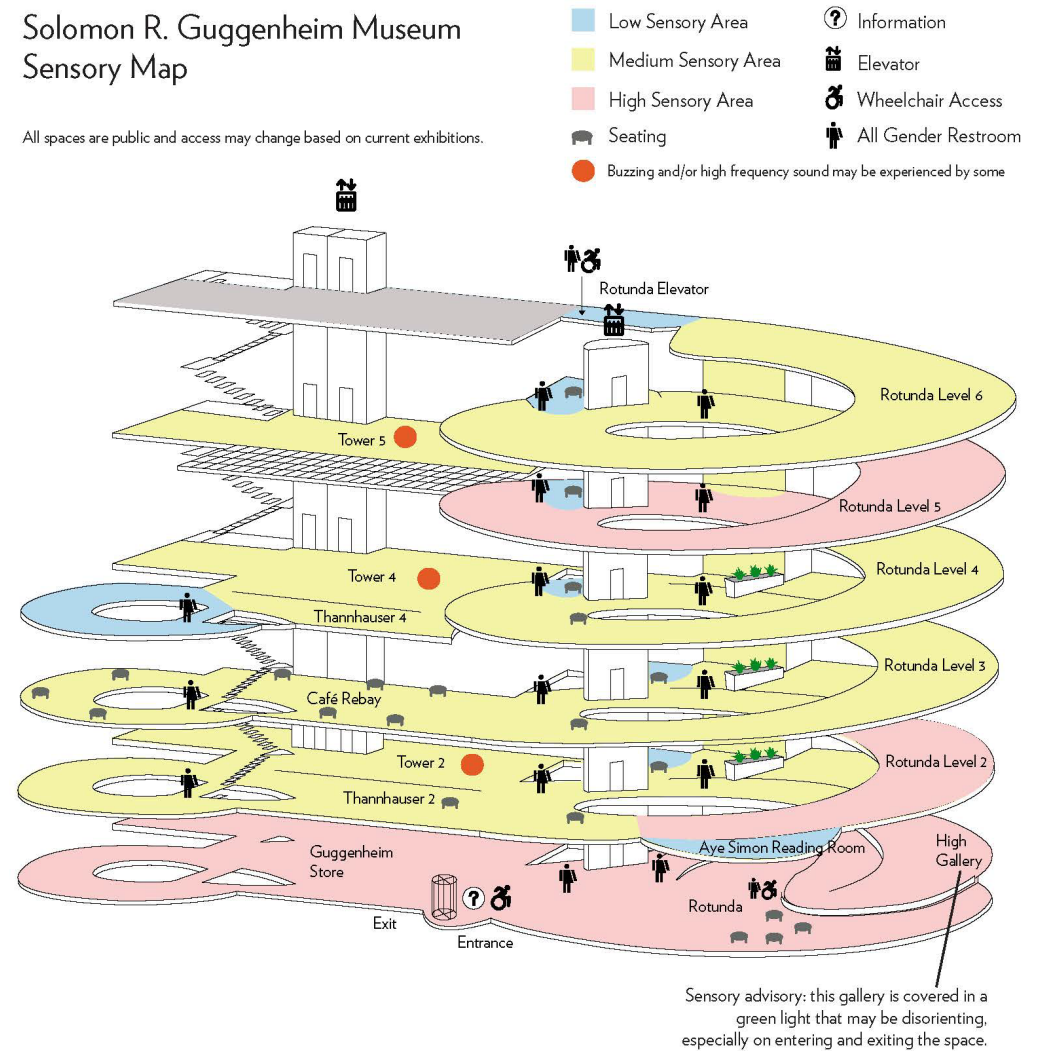 Solomon R. Guggenheim Museum
Sensory Map
All spaces are public and access may change based on current exhibitions.
Low Sensory Area
Medium Sensory Area
High Sensory Area
Seating
Buzzing and/or high frequency sound may be experienced by some
?
Information
Elevator
Wheelchair Access
All Gender Restroom
Rotunda Elevator
Rotunda Level 6
Tower 5
Rotunda Level 5
Tower 4
Rotunda Level 4
Thannhauser 4
Rotunda Level 3
Café Rebay
Tower 2
Rotunda Level 2
Thannhauser 2
Aye Simon Reading Room
High
Gallery
Guggenheim
Store
?
Rotunda
Exit
Entrance
Sensory advisory: this gallery is covered in a
green light that may be disorienting,
especially on entering and exiting the space.